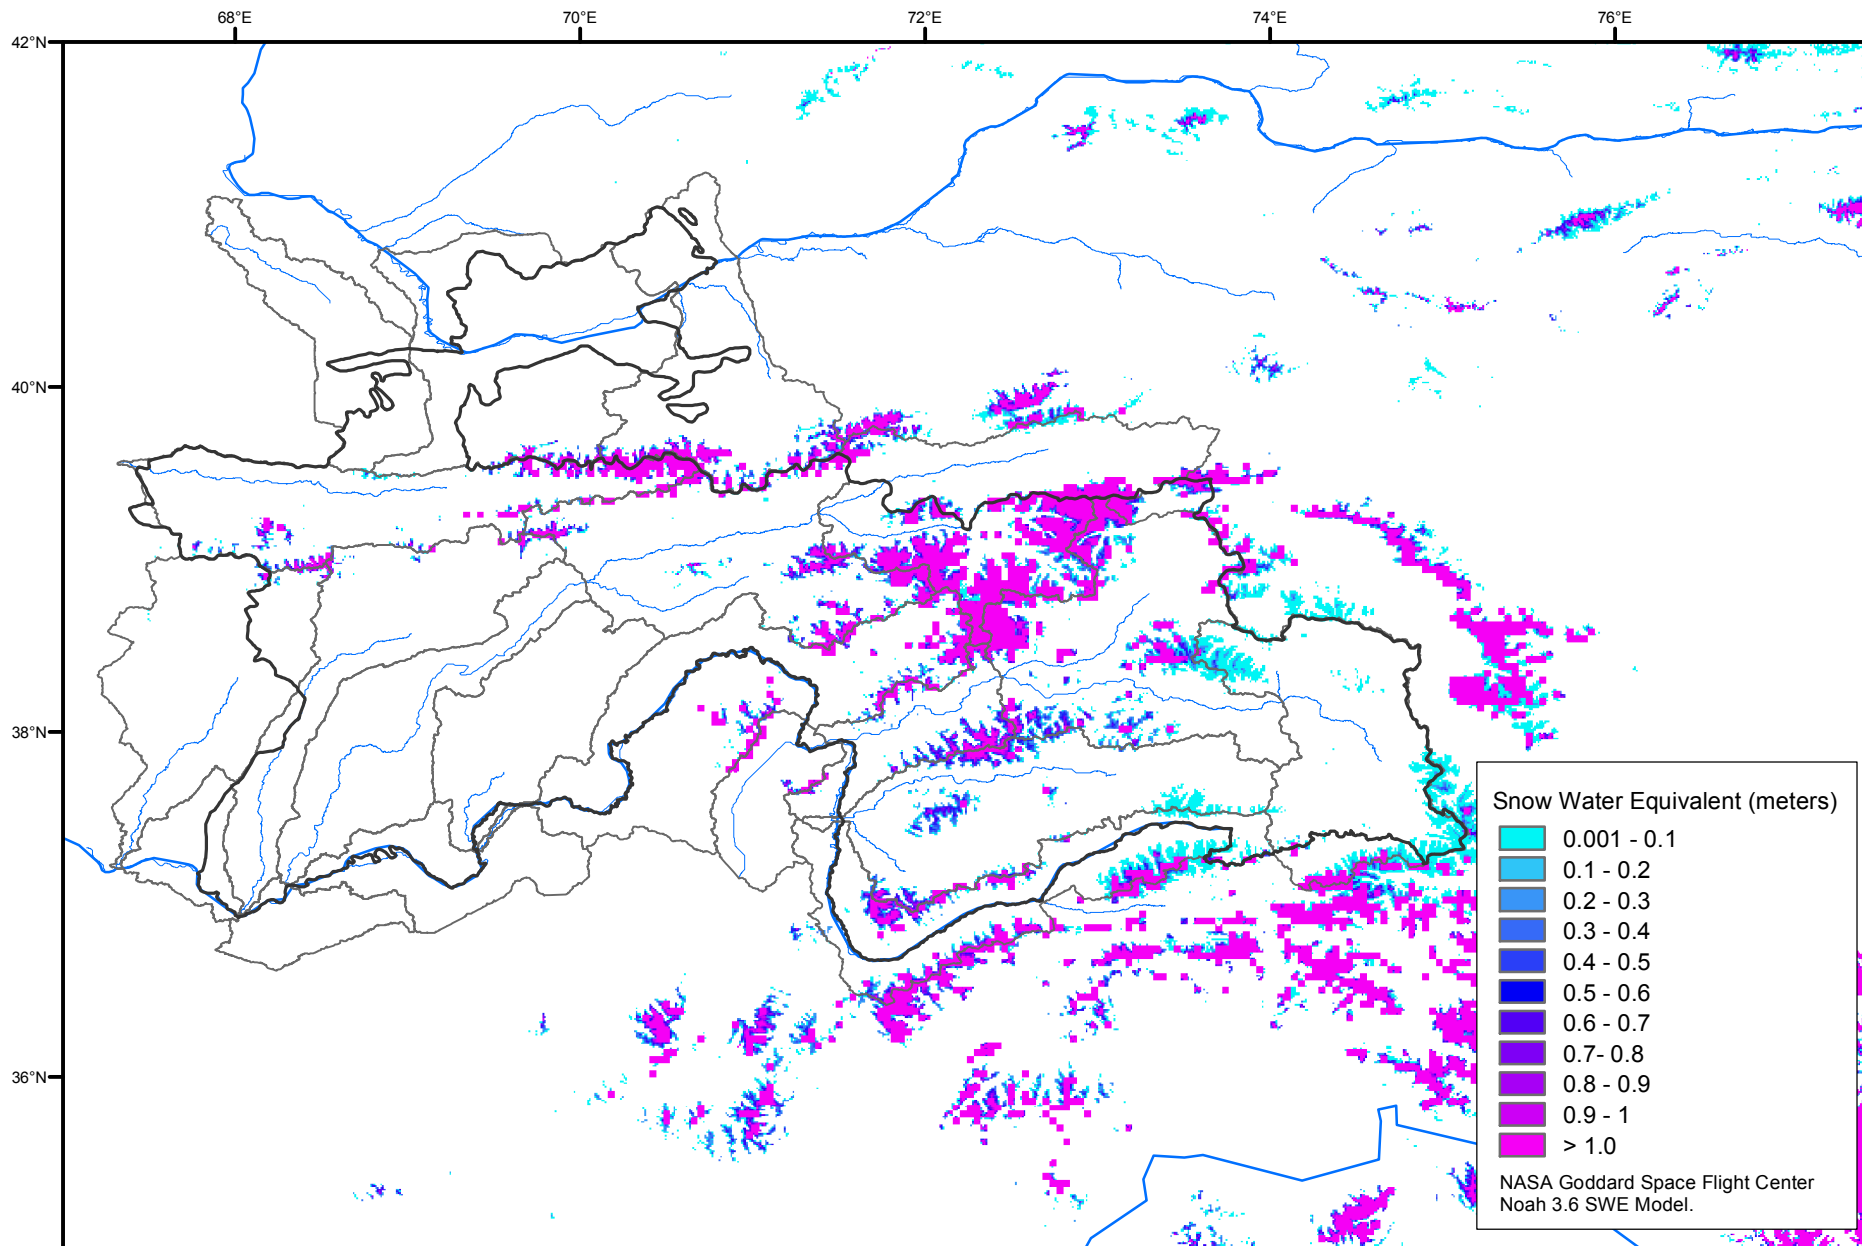 68°E
70°E
72°E
74°E
76°E
42°N
40°N
38°N
36°N
Snow Water Equivalent (meters)
0.001 - 0.1
0.1 - 0.2
0.2 - 0.3
0.3 - 0.4
0.4 - 0.5
0.5 - 0.6
0.6 - 0.7
0.7- 0.8
0.8 - 0.9
0.9 - 1
> 1.0
NASA Goddard Space Flight Center
Noah 3.6 SWE Model.